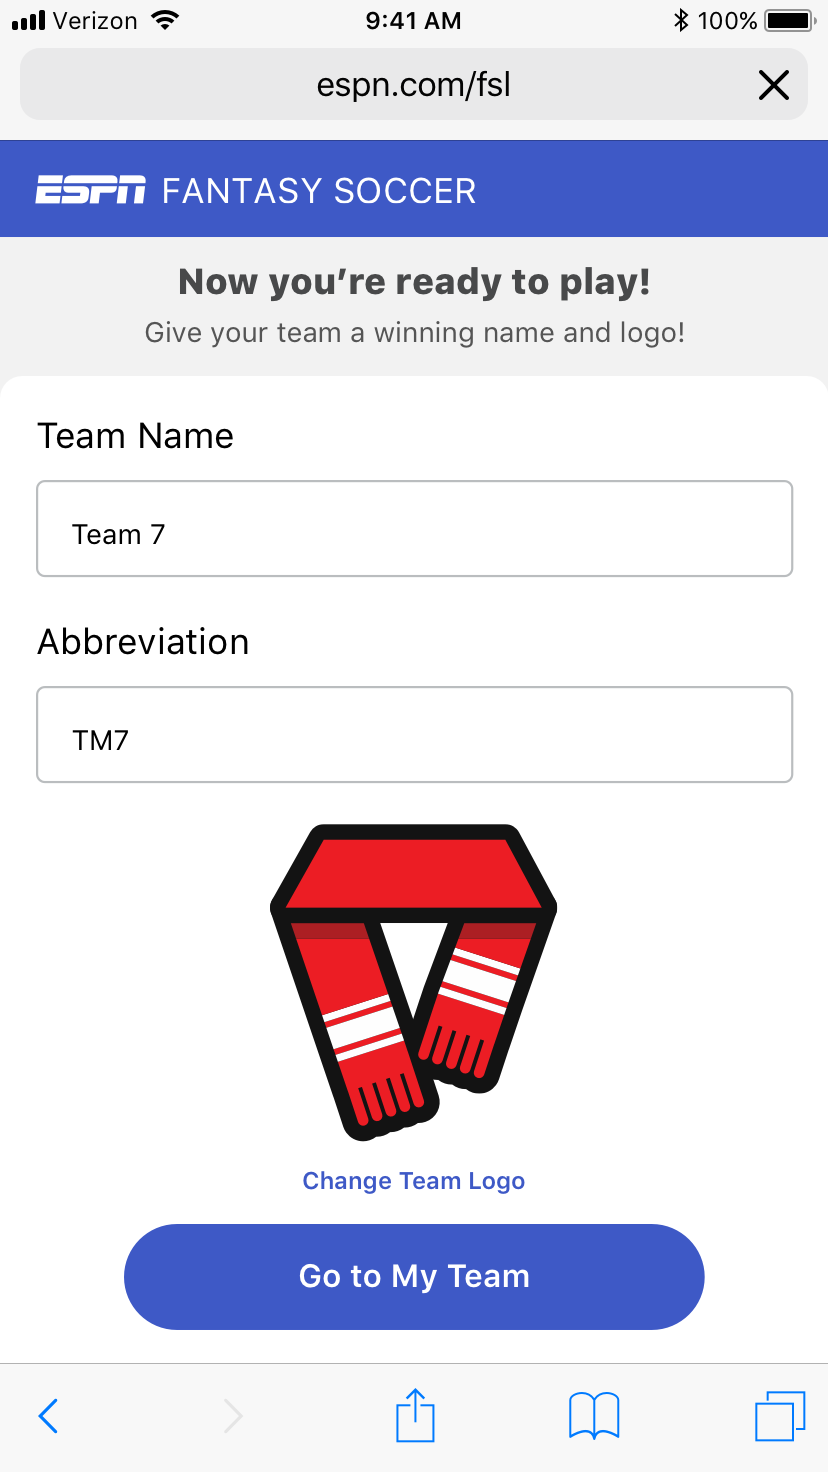 Verizon 9:41 AM 100%
espn.com/fsl
ESPN FANTASY SOCCER
Now you’re ready to play!
Give your team a winning name and logo!
Team Name
Team 7
Abbreviation
TM7
Change Team Logo
Go to My Team